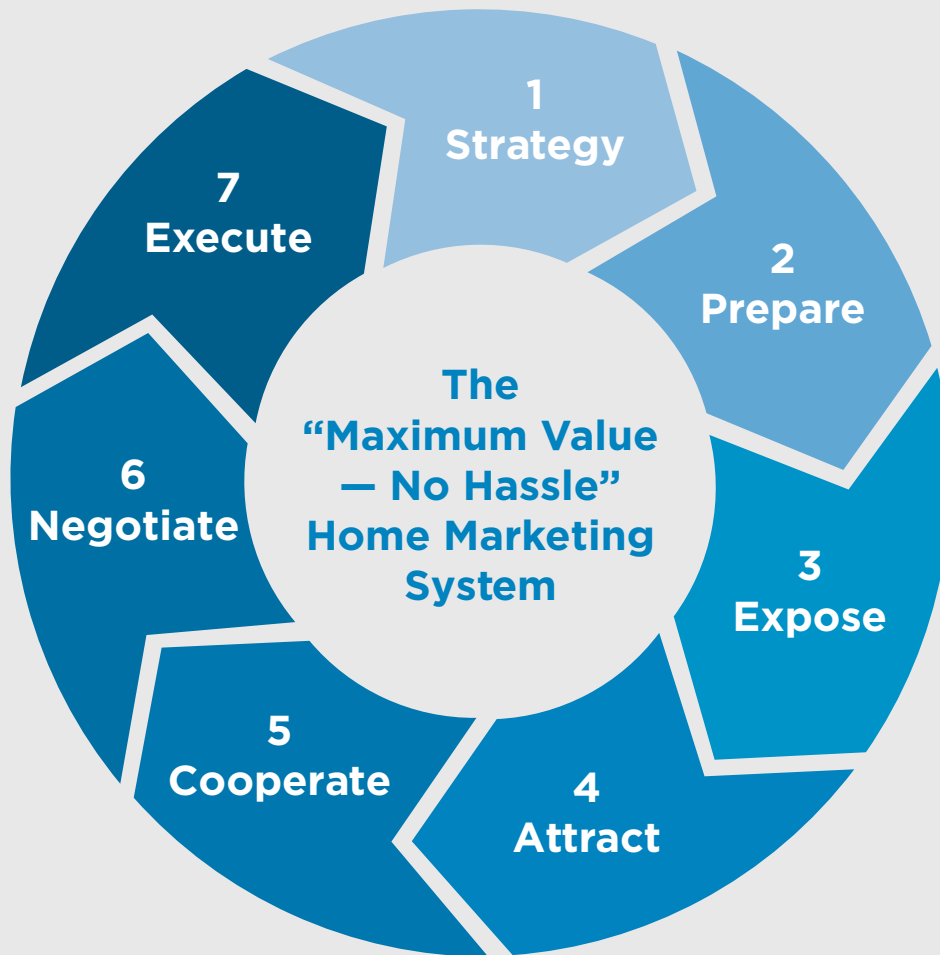 The
“Maximum Value
— No Hassle”
Home Marketing
System
1
Strategy
2
Prepare
3
Expose
4
Attract
5
Cooperate
6
Negotiate
7
Execute